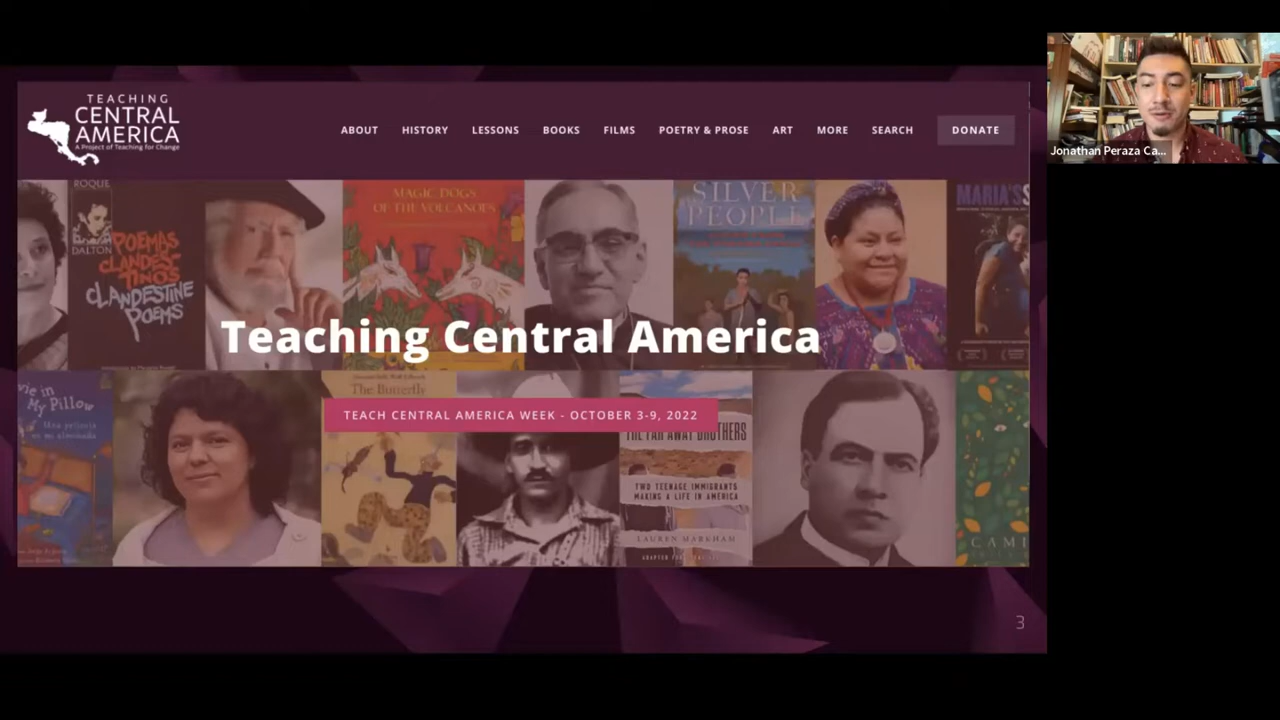 TEACHING
CENTRAL
AMERICA
A Project of Teaching for Change
ABOUT HISTORY LESSONS BOOKS FILMS POETRY & PROSE ART MORE SEARCH DONATE
Jonathan Peraza Ca...
ROQUE
DALTON
POEMAS
CLANDES-
TINOS
CLANDESTINE
POEMS
MAGIC DOGS
OF THE VOLCANOES
SILVER
PEOPLE
MARIA'S S
Teaching Central America
TEACH CENTRAL AMERICA WEEK - OCTOBER 3-9, 2022
vie in
My Pillow
The Butterfly
THE FAR AWAY BROTHERS
TWO TEENAGE IMMIGRANTS
MAKING A LIFE IN AMERICA
LAUREN MARKHAM
CAMI
3